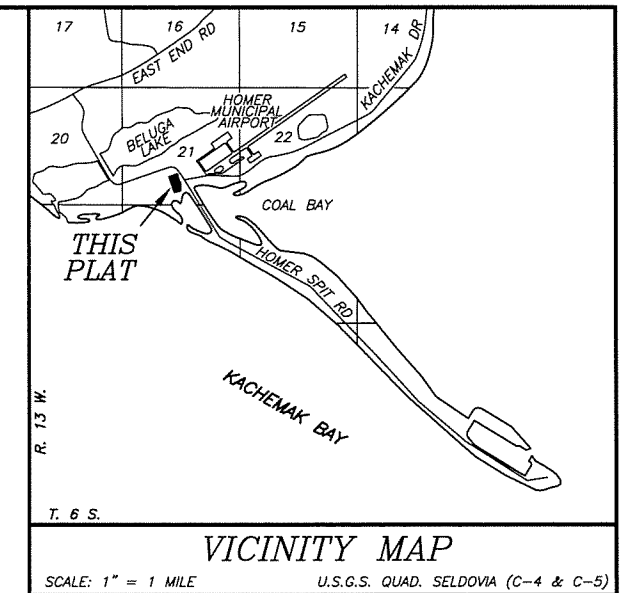 17
16
15
14
EAST END RD
KACHEMAK DR
HOMER
MUNICIPAL
AIRPORT
20
BELUGA
LAKE
21
22
COAL BAY
THIS
PLAT
HOMER SPIT RD
KACHEMAK BAY
R. 13 W.
T. 6 S.
VICINITY MAP
SCALE: 1" = 1 MILE
U.S.G.S. QUAD. SELDOVIA (C-4 & C-5)